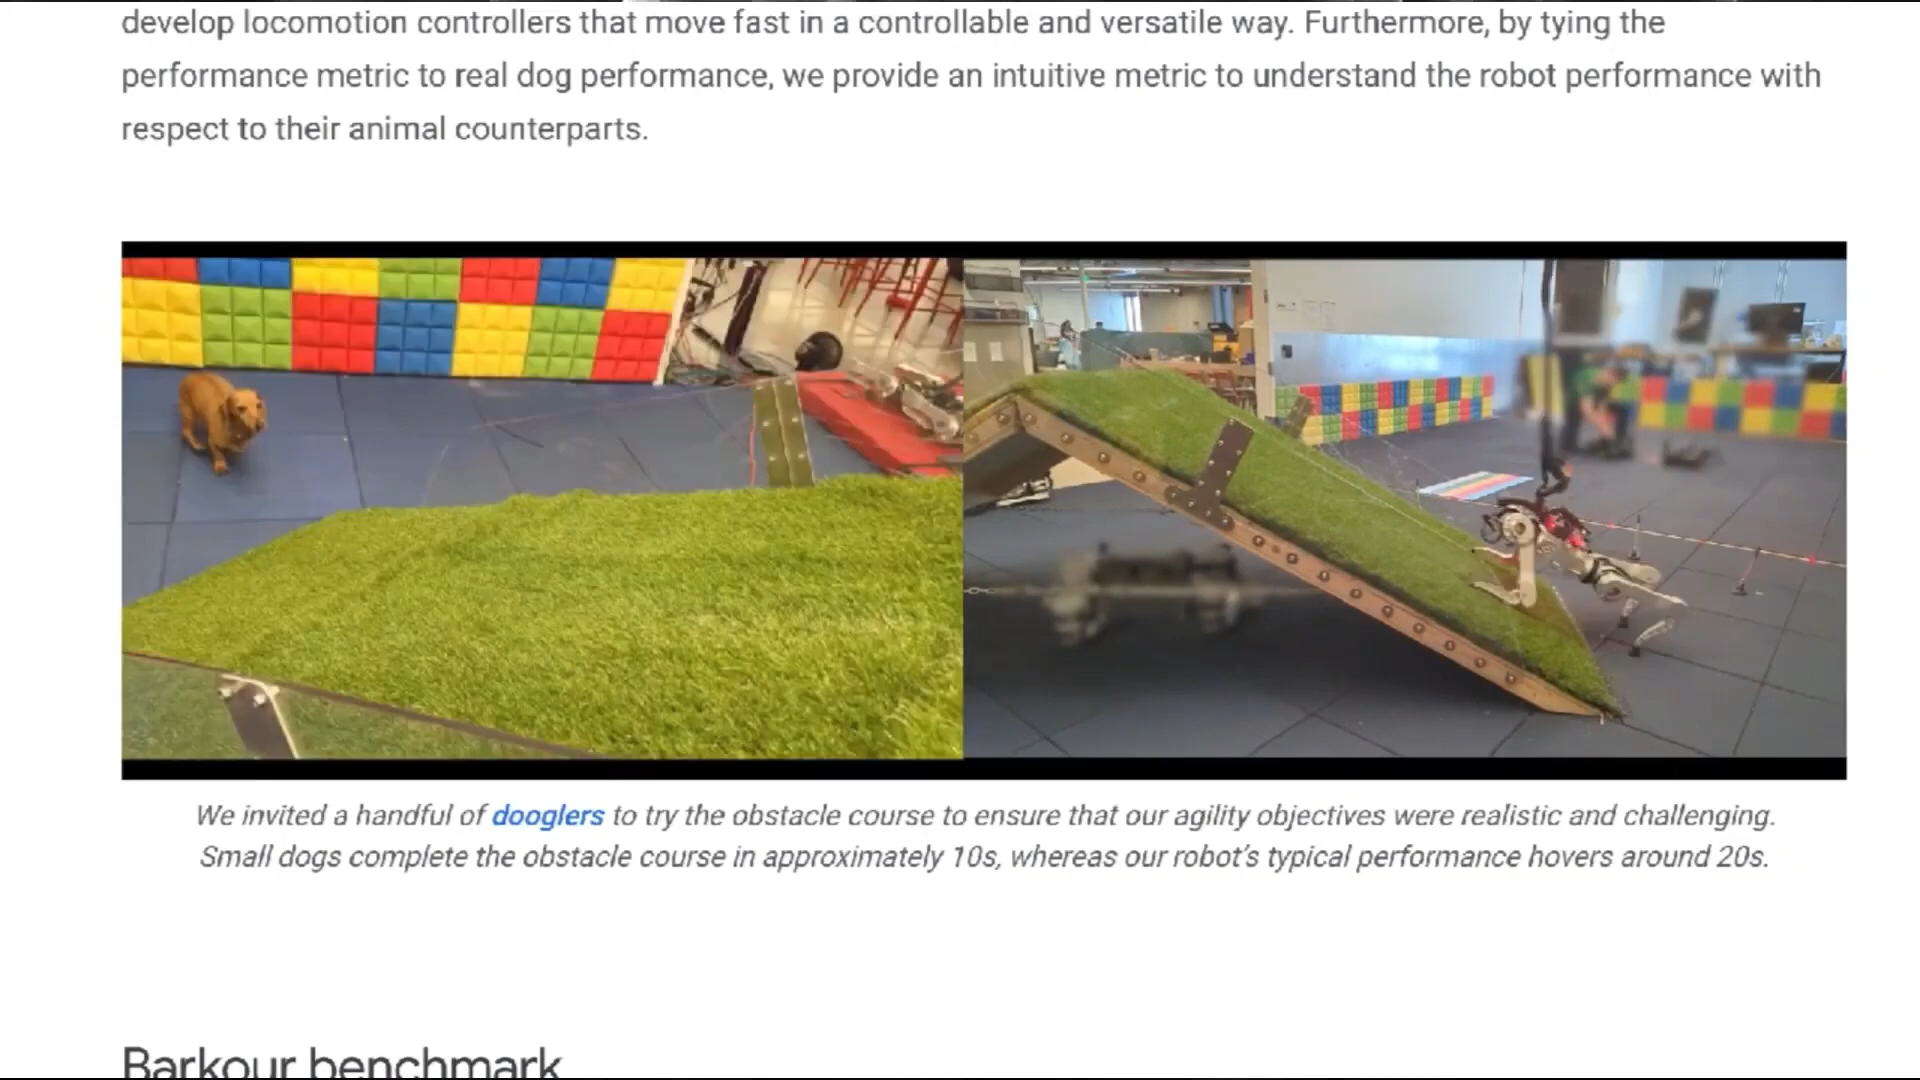 develop locomotion controllers that move fast in a controllable and versatile way. Furthermore, by tying the
performance metric to real dog performance, we provide an intuitive metric to understand the robot performance with
respect to their animal counterparts.
We invited a handful of dooglers to try the obstacle course to ensure that our agility objectives were realistic and challenging.
Small dogs complete the obstacle course in approximately 10s, whereas our robot's typical performance hovers around 20s.
Barkour benchmark